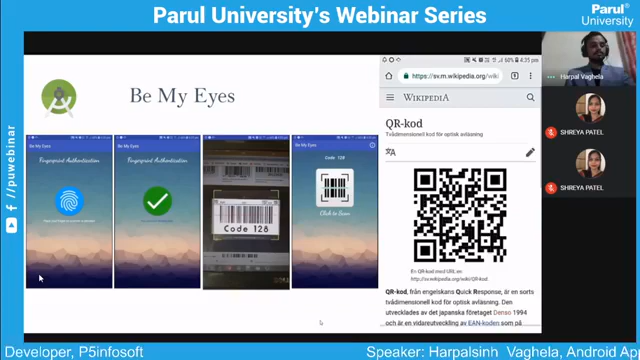 Parul University's Webinar Series
Parul®
University
Be My Eyes
Be My Eyes
Fingerprint Authentication
Be My Eyes
Fingerprint Authentication
Code 128
Be My Eyes
Code 128
Click to Scan
60% 4:35 pm
https://sv.m.wikipedia.org/wiki
WIKIPEDIA
QR-kod
Tvådimensionell kod för optisk avläsning
En QR-kod med URL en
http://sv.wikipedia.org/wiki/QR-kod.
QR-kod, från engelskans Quick Response, är en sorts
tvådimensionell kod för optisk avläsning. Den
utvecklades av det japanska företaget Denso 1994
och är en vidareutveckling av EAN-koden som på
Harpal Vaghela
SHREYA PATEL
SHREYA PATEL
/puwebinar
Developer, P5infosoft
Speaker: Harpalsinh Vaghela, Android Ap